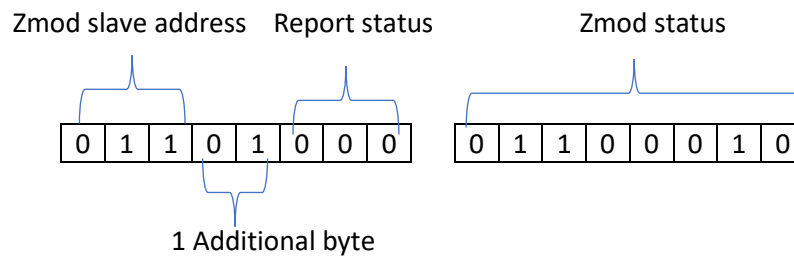 Zmod slave address Report status Zmod status
0 1 1 0 1 0 0 0 0 1 1 0 0 0 1 0
1 Additional byte